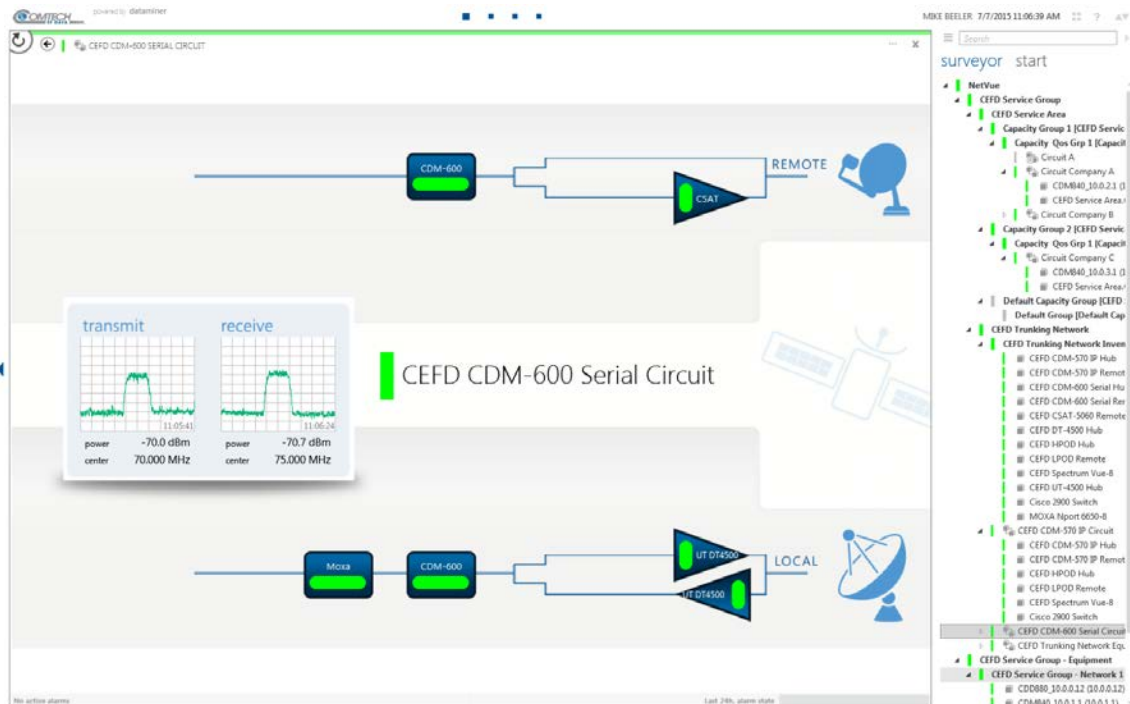 COMTECH
EF DATA
powered by dataminer
MIKE BEELER 7/7/2015 11:06:39 AM
?
CEFD CDM-600 SERIAL CIRCUIT
... x
Search
surveyor start
NetVue
CEFD Service Group
CEFD Service Area
Capacity Group 1 [CEFD Servic
Capacity Qos Grp 1 [Capacit
Circuit A
Circuit Company A
CDM840_10.0.2.1 (1
CEFD Service Area.
Circuit Company B
Capacity Group 2 [CEFD Servic
Capacity Qos Grp 1 [Capacit
Circuit Company C
CDM840_10.0.3.1 (1
CEFD Service Area.
Default Capacity Group [CEFD
Default Group [Default Cap
CEFD Trunking Network
CEFD Trunking Network Inven
CEFD CDM-570 IP Hub
CEFD CDM-570 IP Remot
CEFD CDM-600 Serial Hu
CEFD CDM-600 Serial Rer
CEFD CSAT-5060 Remote
CEFD DT-4500 Hub
CEFD HPOD Hub
CEFD LPOD Remote
CEFD Spectrum Vue-8
CEFD UT-4500 Hub
Cisco 2900 Switch
MOXA Nport 6650-8
CEFD CDM-570 IP Circuit
CEFD CDM-570 IP Hub
CEFD CDM-570 IP Remot
CEFD HPOD Hub
CEFD LPOD Remote
CEFD Spectrum Vue-8
Cisco 2900 Switch
CEFD CDM-600 Serial Circuit
CEFD Trunking Network Equ
CEFD Service Group - Equipment
CEFD Service Group - Network 1
CDD880_10.0.0.12 (10.0.0.12)
CDM840_10.0.1.1 (10.0.1.1)
CDM-600
REMOTE
CSAT
transmit receive
11:05:41 11:06:24
power -70.0 dBm power -70.7 dBm
center 70.000 MHz center 75.000 MHz
CEFD CDM-600 Serial Circuit
Moxa
CDM-600
UT DT4500
LOCAL
UT DT4500
No active alarms
Last 24h, alarm state